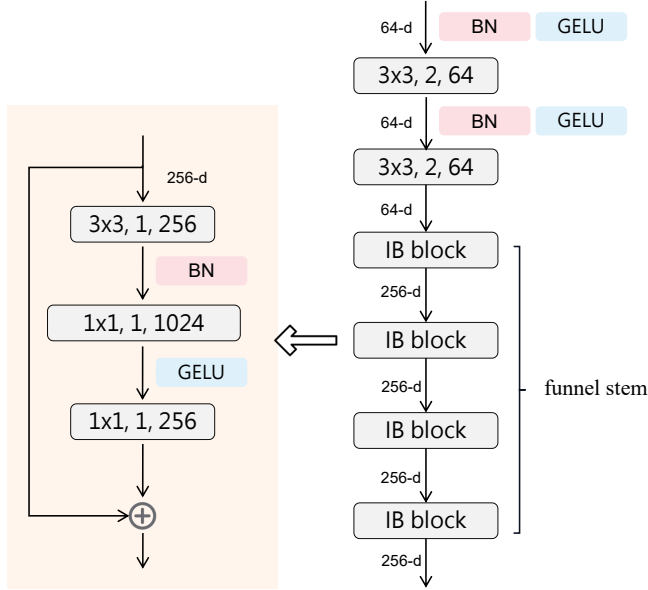 256-d
3x3, 1, 256
BN
1x1, 1, 1024
GELU
1x1, 1, 256
64-d BN GELU
3x3, 2, 64
64-d BN GELU
3x3, 2, 64
64-d
IB block
256-d
IB block
256-d
IB block
256-d
IB block
256-d
funnel stem